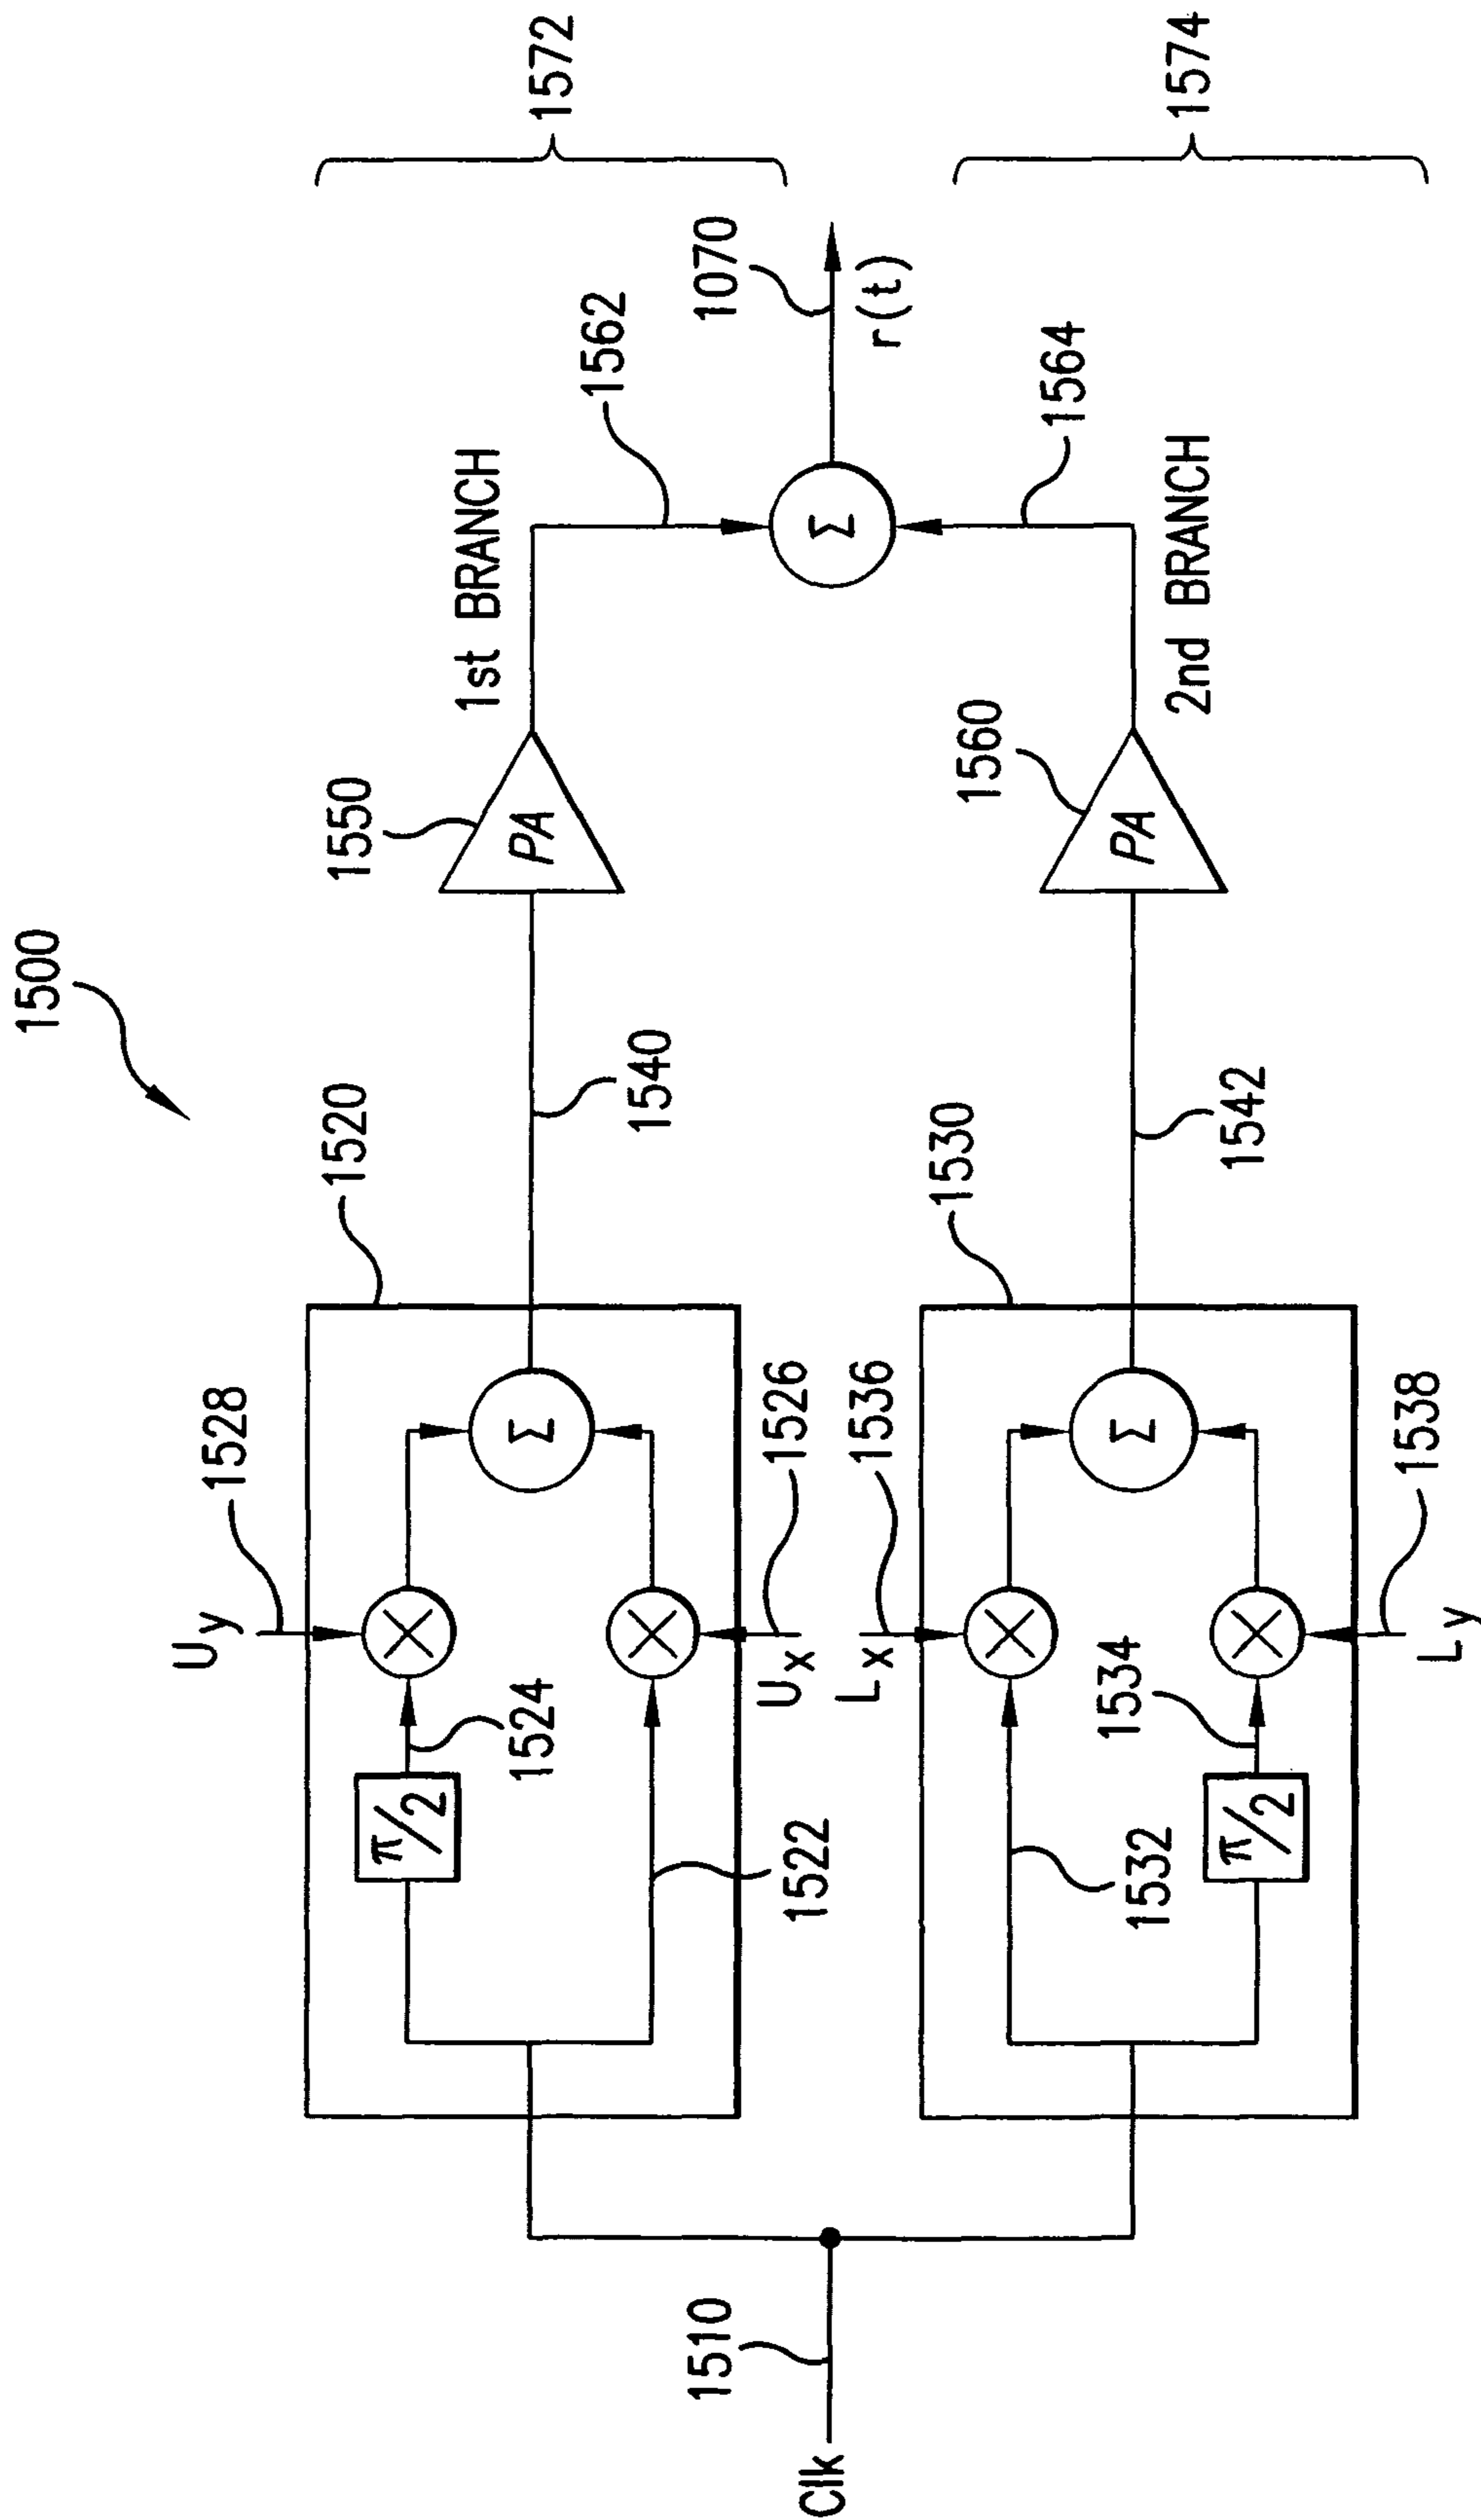 1500
1572
1574
1528
1520
1550
1st BRANCH
1562
1070
r(t)
Uy
π/2
1524
Σ
1540
PA
Σ
1522
Ux
1526
1564
Lx
1536
1530
1560
Clk
1510
1532
1534
Σ
1542
PA
2nd BRANCH
π/2
Ly
1538